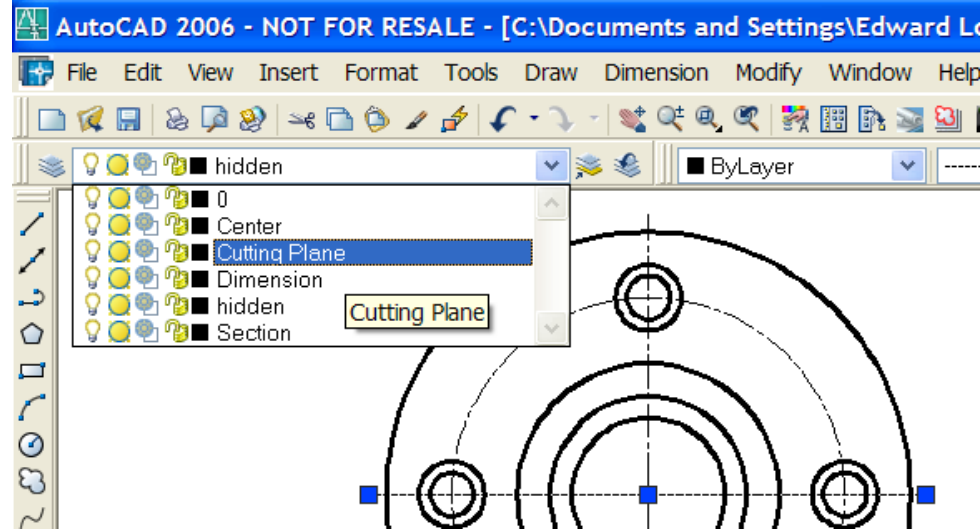 AutoCAD 2006 - NOT FOR RESALE - [C:\Documents and Settings\Edward Lo
File Edit View Insert Format Tools Draw Dimension Modify Window Help
hidden ByLayer
0
Center
Cutting Plane
Dimension
hidden
Cutting Plane
Section